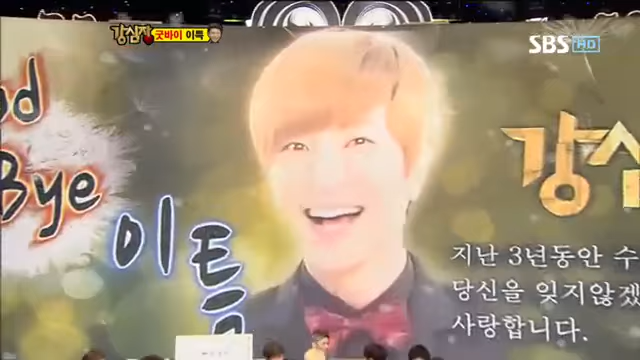 강심장 굿바이 이특
SBS HD
Bye
이특
강심
지난 3년동안 수
당신을 잊지않겠
사랑합니다.